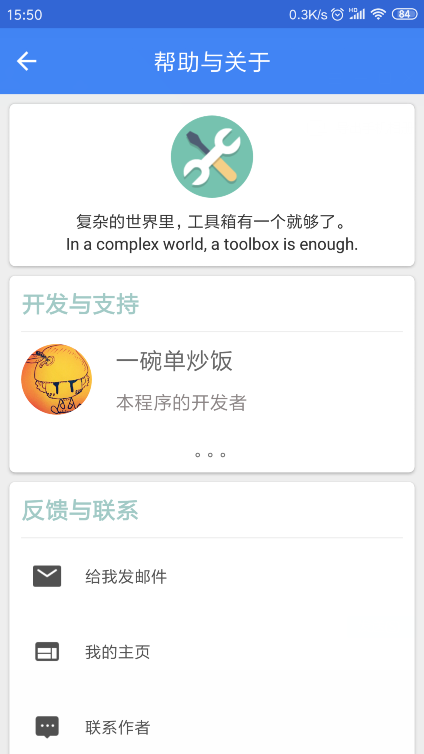 15:50
0.3K/s HD 84
帮助与关于
复杂的世界里，工具箱有一个就够了。
In a complex world, a toolbox is enough.
开发与支持
一碗单炒饭
本程序的开发者
。。。
反馈与联系
给我发邮件
我的主页
联系作者